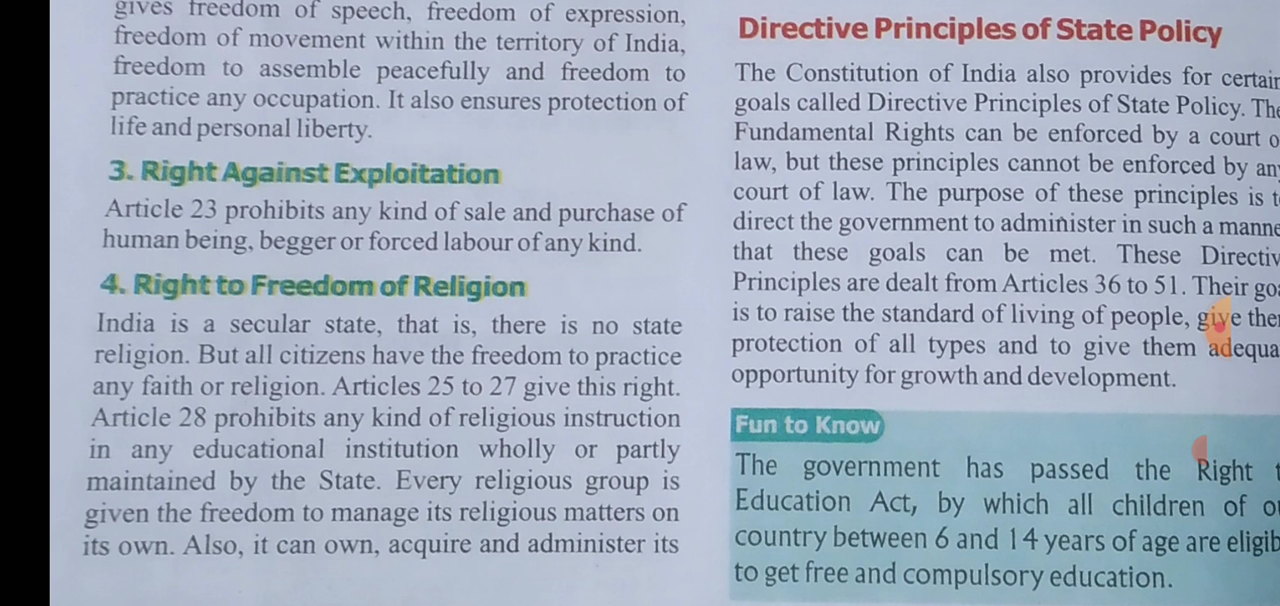 gives freedom of speech, freedom of expression,
freedom of movement within the territory of India,
freedom to assemble peacefully and freedom to
practice any occupation. It also ensures protection of
life and personal liberty.
3. Right Against Exploitation
Article 23 prohibits any kind of sale and purchase of
human being, begger or forced labour of any kind.
4. Right to Freedom of Religion
India is a secular state, that is, there is no state
religion. But all citizens have the freedom to practice
any faith or religion. Articles 25 to 27 give this right.
Article 28 prohibits any kind of religious instruction
in any educational institution wholly or partly
maintained by the State. Every religious group is
given the freedom to manage its religious matters on
its own. Also, it can own, acquire and administer its
Directive Principles of State Policy
The Constitution of India also provides for certain
goals called Directive Principles of State Policy. The
Fundamental Rights can be enforced by a court o
law, but these principles cannot be enforced by any
court of law. The purpose of these principles is t
direct the government to administer in such a manne
that these goals can be met. These Directiv
Principles are dealt from Articles 36 to 51. Their goa
is to raise the standard of living of people, give the
protection of all types and to give them adequa
opportunity for growth and development.
Fun to Know
The government has passed the Right t
Education Act, by which all children of o
country between 6 and 14 years of age are eligib
to get free and compulsory education.